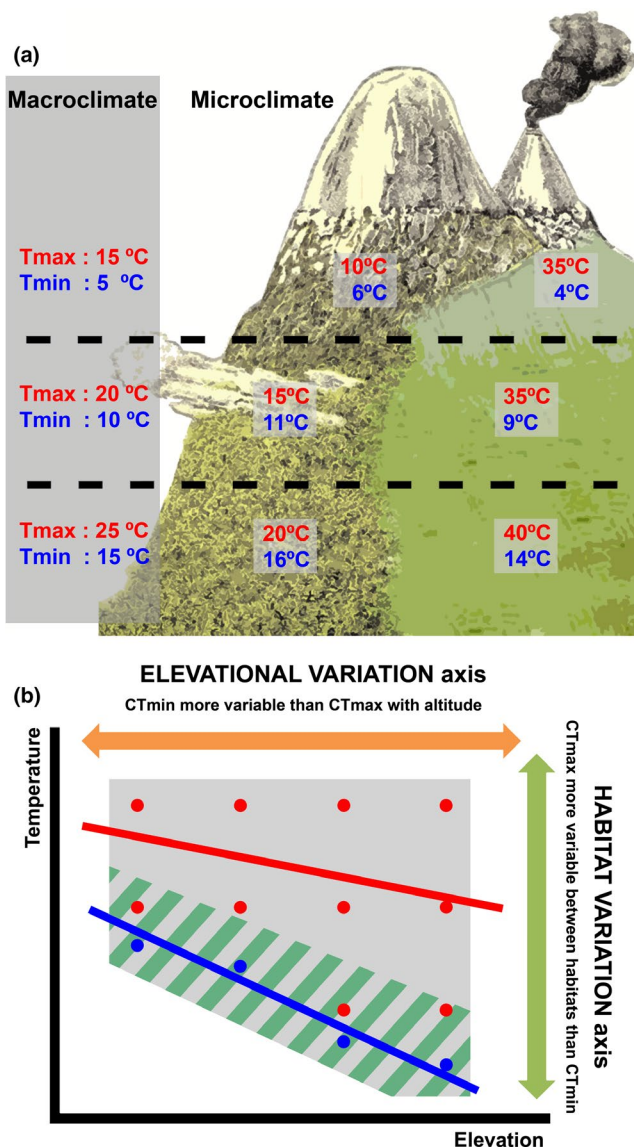 (a)
Macroclimate
Microclimate
Tmax : 15 ºC
Tmin : 5 ºC
10ºC
6ºC
35ºC
4ºC
Tmax : 20 ºC
Tmin : 10 ºC
15ºC
11ºC
35ºC
9ºC
Tmax : 25 ºC
Tmin : 15 ºC
20ºC
16ºC
40ºC
14ºC
ELEVATIONAL VARIATION axis
(b)
CTmin more variable than CTmax with altitude
Temperature
CTmax more variable between habitats than CTmin
HABITAT VARIATION axis
Elevation